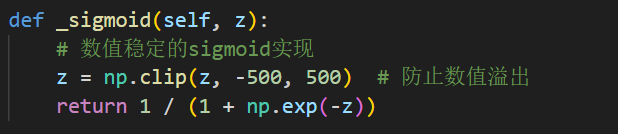 def _sigmoid(self, z):
    # 数值稳定的sigmoid实现
    z = np.clip(z, -500, 500)  # 防止数值溢出
    return 1 / (1 + np.exp(-z))